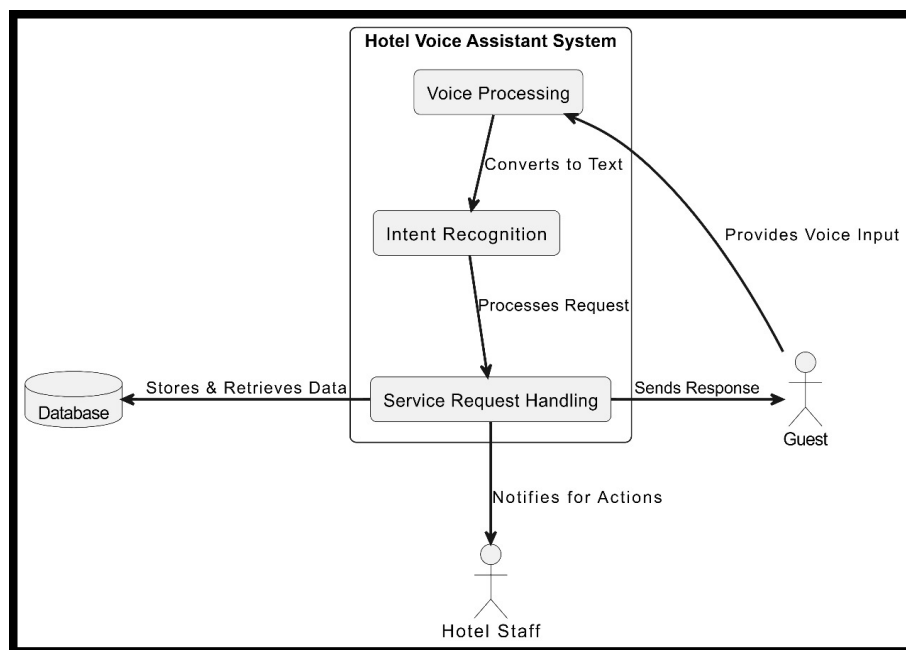 Hotel Voice Assistant System
Voice Processing
Converts to Text
Intent Recognition
Provides Voice Input
Processes Request
Database
Stores & Retrieves Data
Service Request Handling
Sends Response
Guest
Notifies for Actions
Hotel Staff